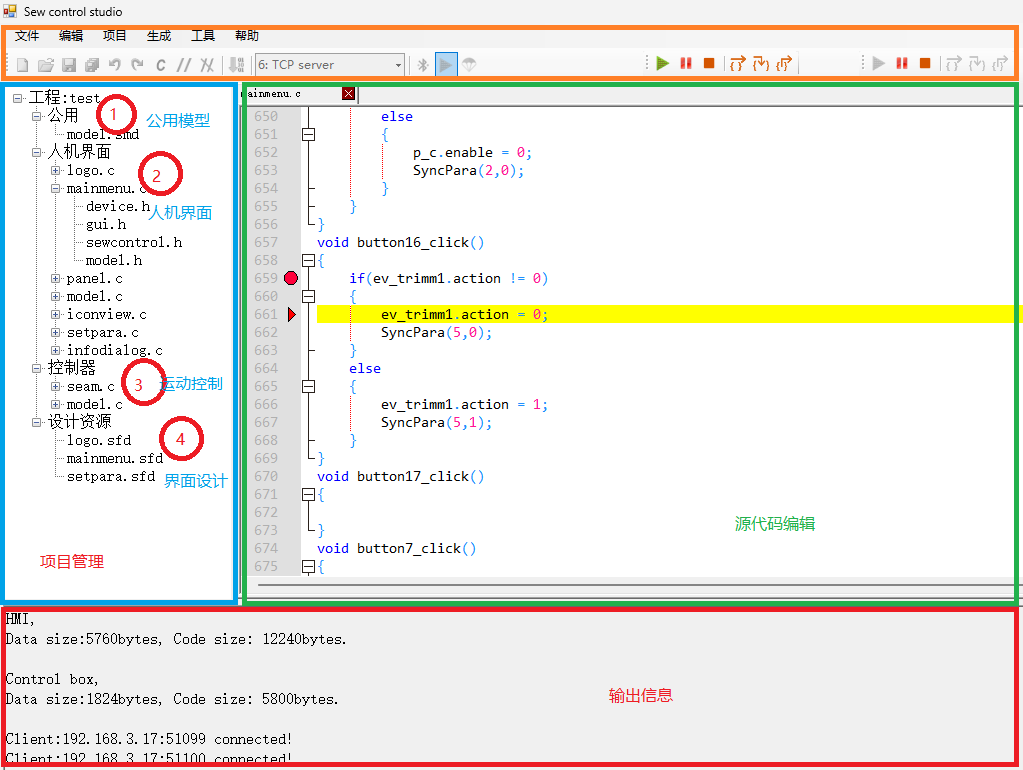 Sew control studio
文件 编辑 项目 生成 工具 帮助
C // 6: TCP server
工程:test
公用
model.smd
人机界面
logo.c
mainmenu.c
device.h
gui.h
sewcontrol.h
model.h
panel.c
model.c
iconview.c
setpara.c
infodialog.c
控制器
seam.c
model.c
设计资源
logo.sfd
mainmenu.sfd
setpara.sfd
1
公用模型
2
人机界面
3
运动控制
4
界面设计
项目管理
mainmenu.c
650 else
651 {
652 p_c.enable = 0;
653 SyncPara(2,0);
654 }
655 }
656 }
657 void button16_click()
658 {
659 if(ev_trimm1.action != 0)
660 {
661 ev_trimm1.action = 0;
662 SyncPara(5,0);
663 }
664 else
665 {
666 ev_trimm1.action = 1;
667 SyncPara(5,1);
668 }
669 }
670 void button17_click()
671 {
672
673 }
674 void button7_click()
675 {
源代码编辑
HMI,
Data size:5760bytes, Code size: 12240bytes.
Control box,
Data size:1824bytes, Code size: 5800bytes.
Client:192.168.3.17:51099 connected!
Client:192.168.3.17:51100 connected!
输出信息